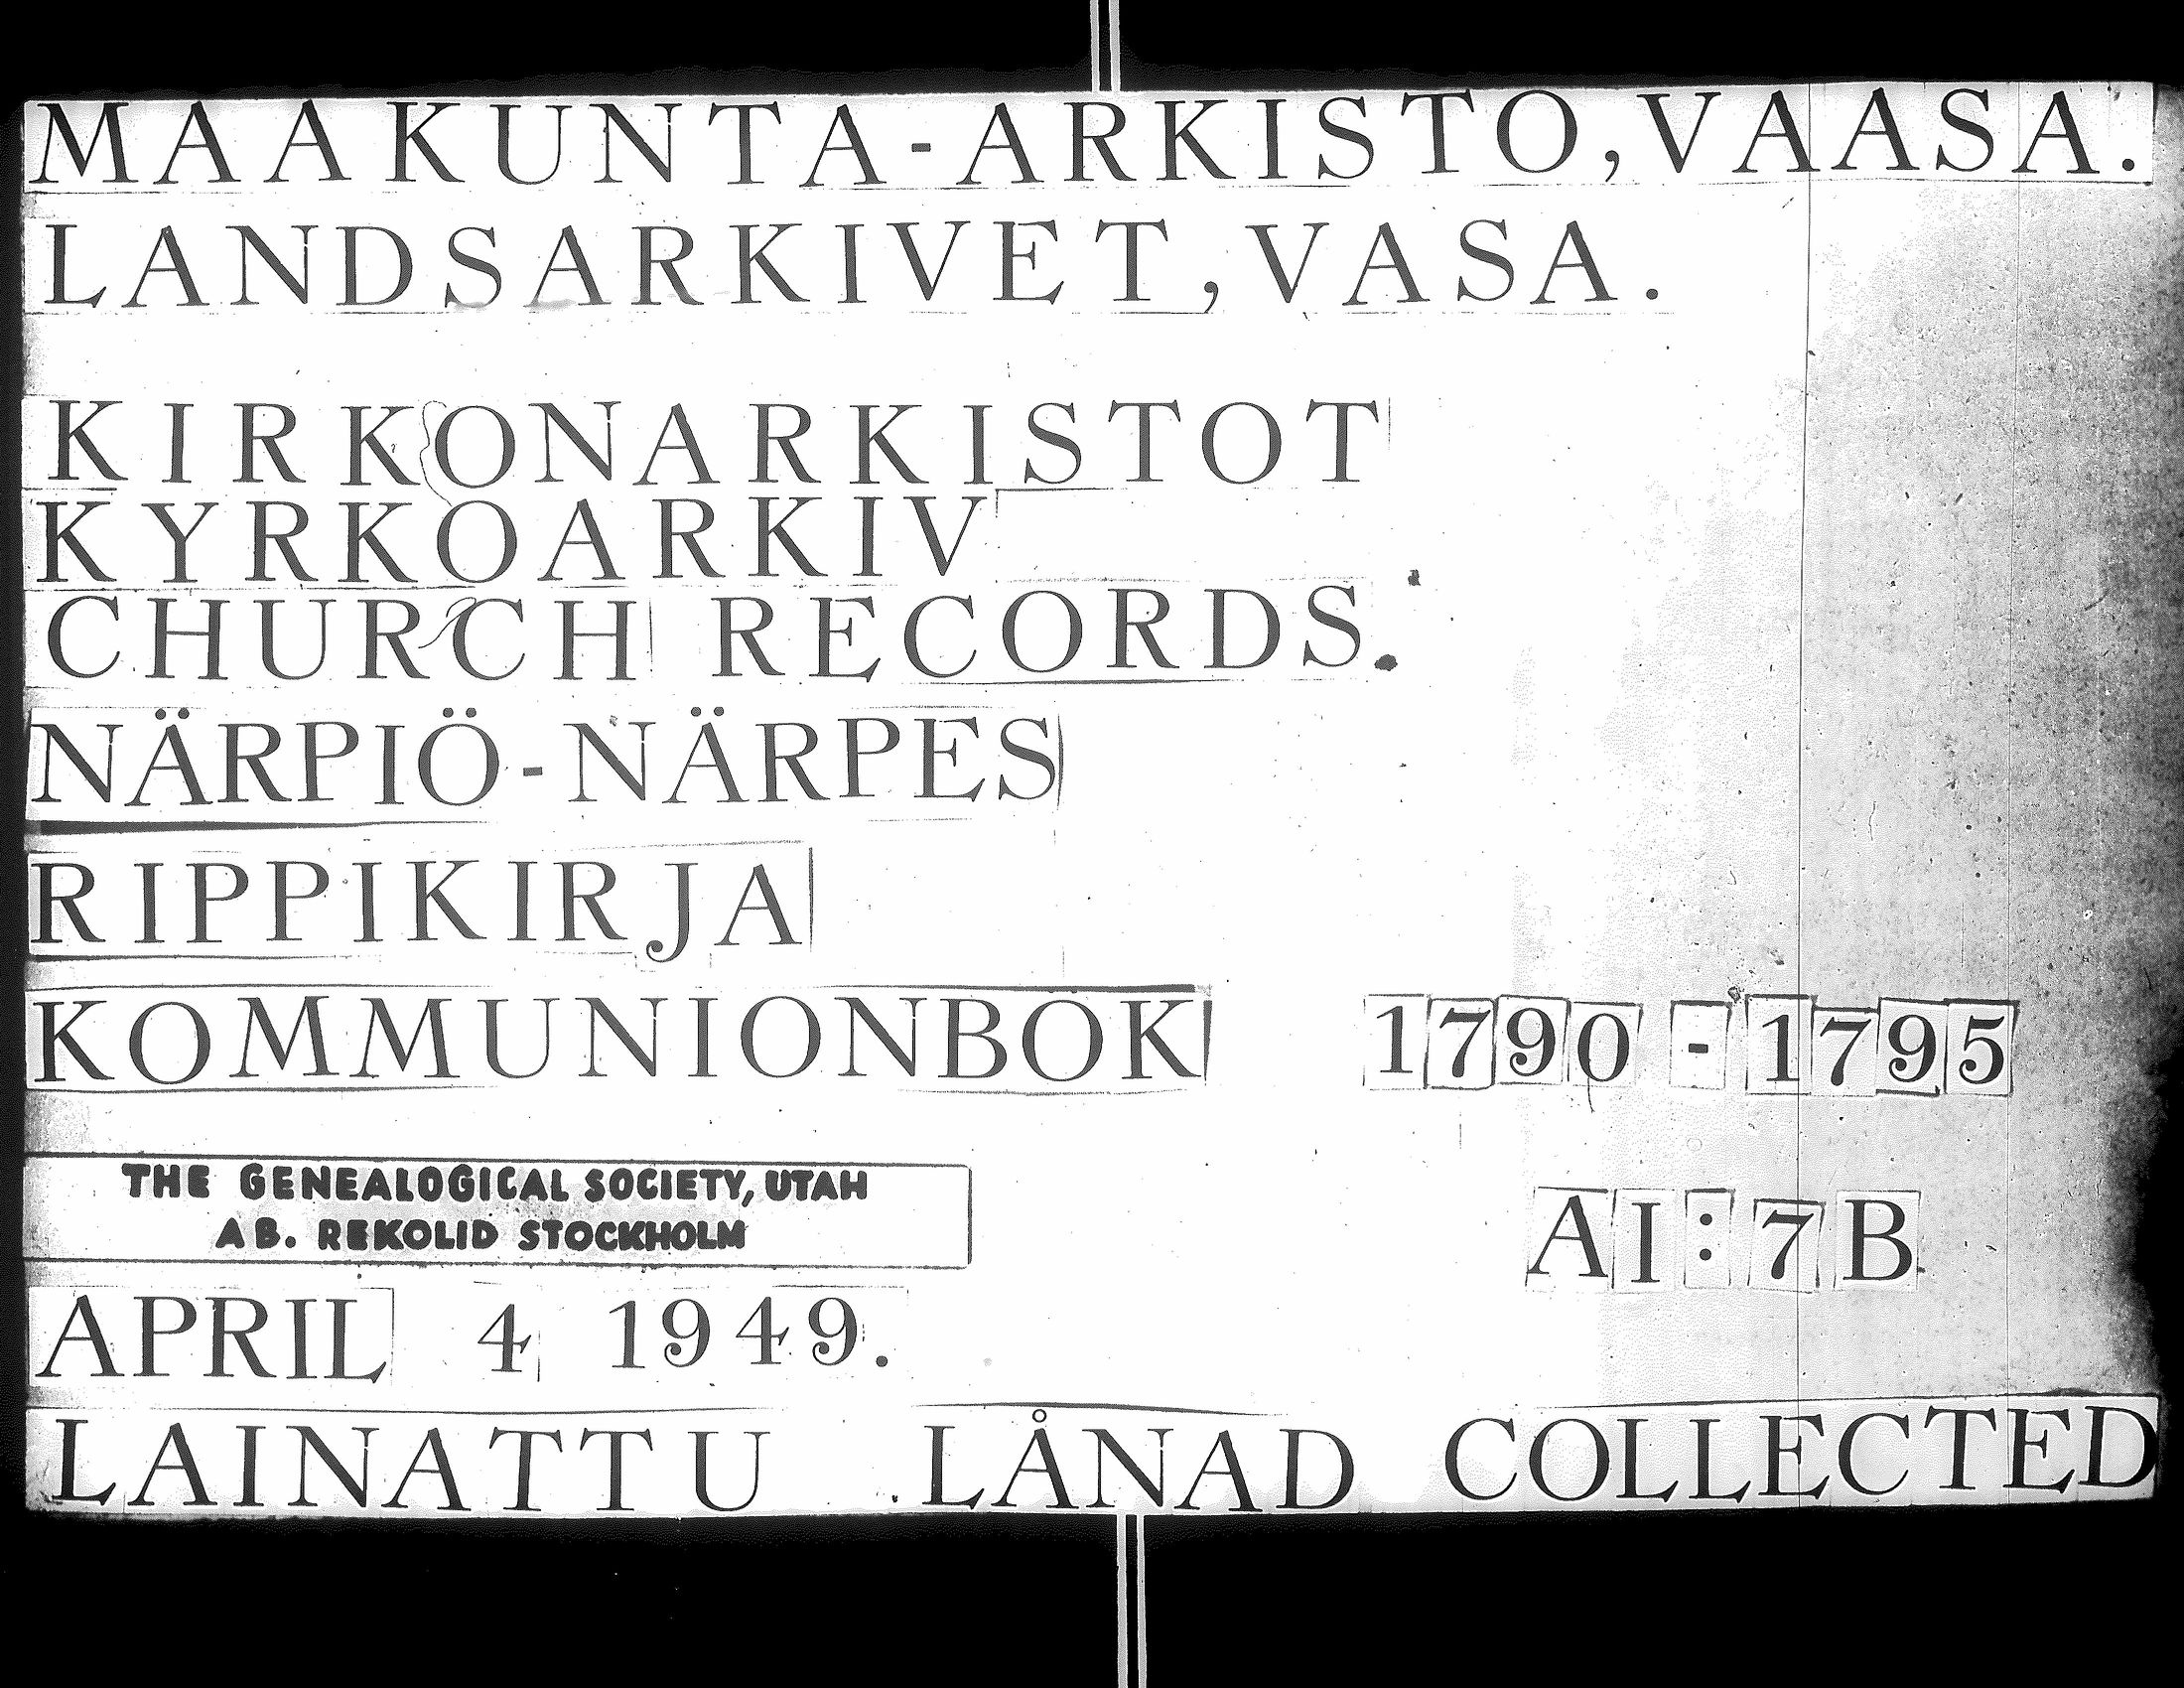 MAAKUNTA-ARKISTO, VAASA.
LANDSARKIVET, VASA.
KIRKONARKISTOT
KYRKOARKIV
CHURCH RECORDS.
NÄRPIÖ-NÄRPES
RIPPIKIRJA
KOMMUNIONBOK 1790 - 1795
THE GENEALOGICAL SOCIETY, UTAH
AB. REKOLID STOCKHOLM
AI:7B
APRIL 4 1949.
LAINATTU LÅNAD COLLECTED